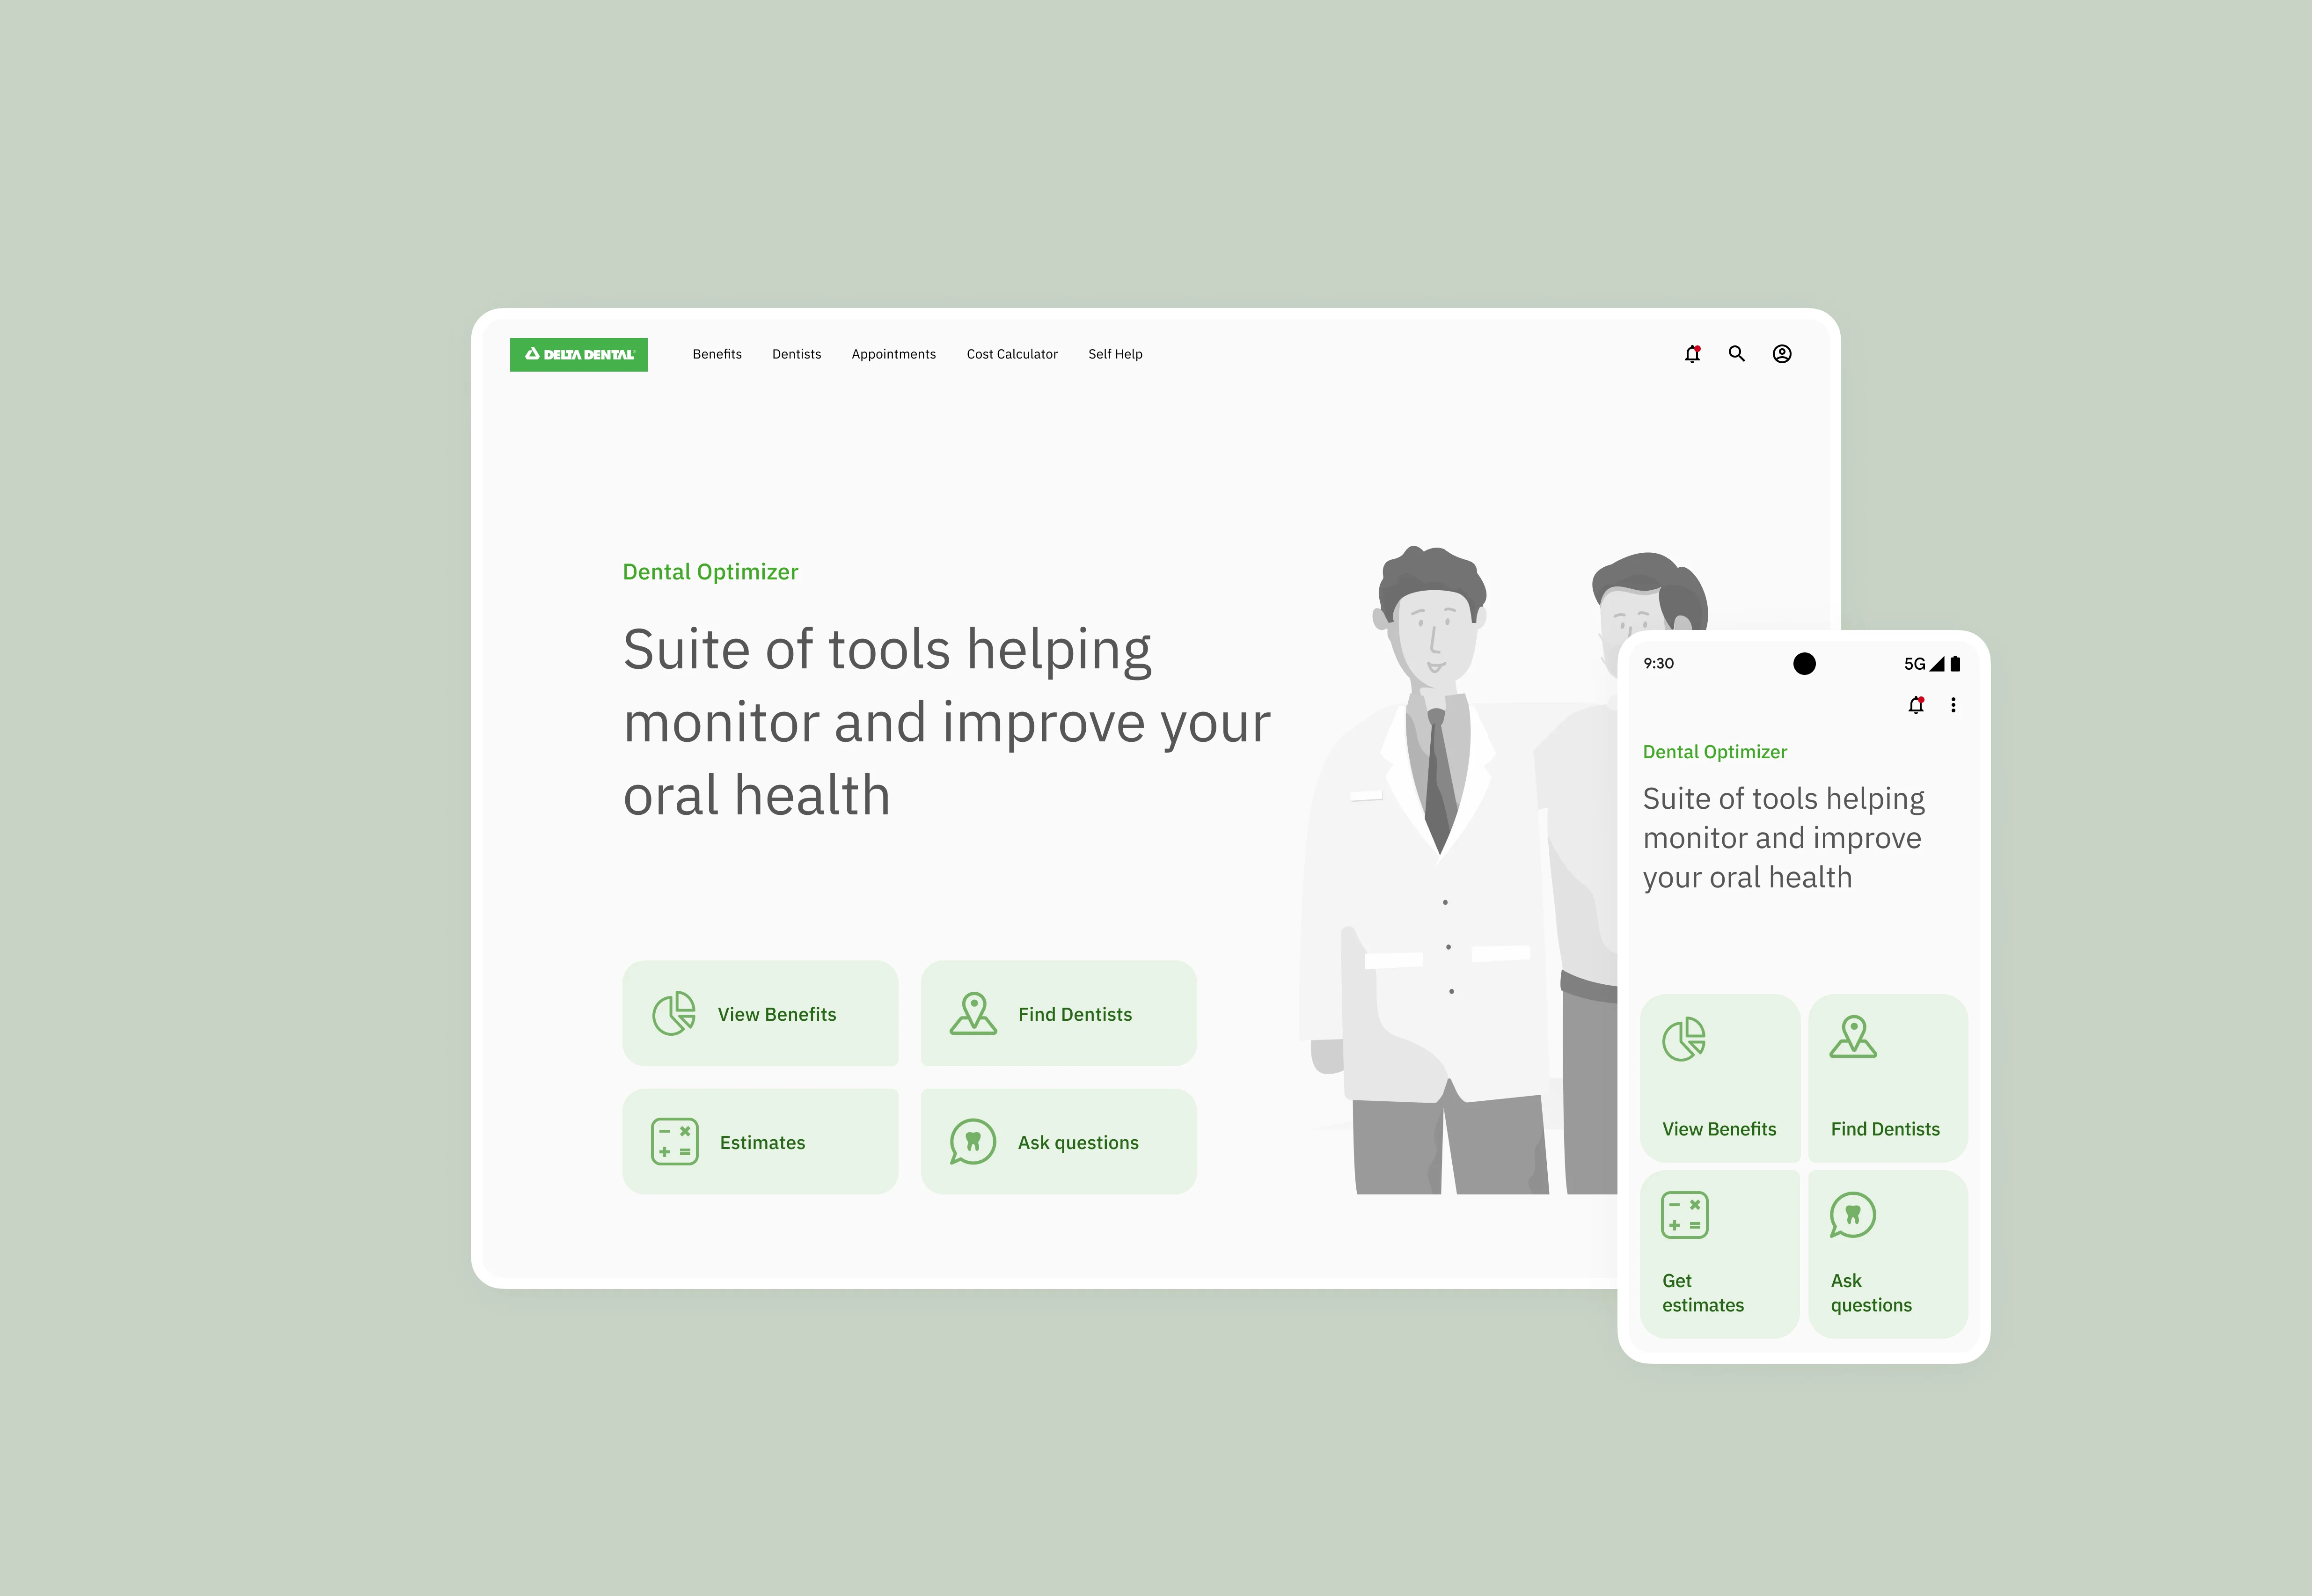 DELTA DENTAL
Benefits
Dentists
Appointments
Cost Calculator
Self Help
Dental Optimizer
Suite of tools helping
monitor and improve your
oral health
View Benefits
Find Dentists
Estimates
Ask questions
9:30
5G
Dental Optimizer
Suite of tools helping
monitor and improve
your oral health
View Benefits
Find Dentists
Get
estimates
Ask
questions